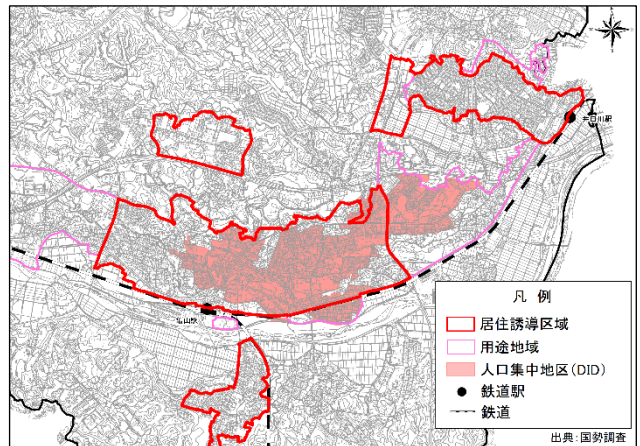 凡 例
居住誘導区域
用途地域
人口集中地区(DID)
鉄道駅
鉄道
出典:国勢調査